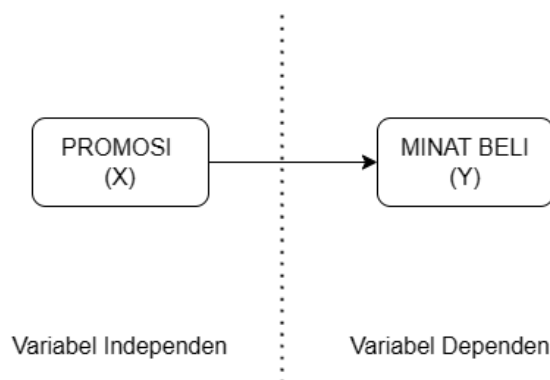 PROMOSI
(X)
MINAT BELI
(Y)
Variabel Independen
Variabel Dependen